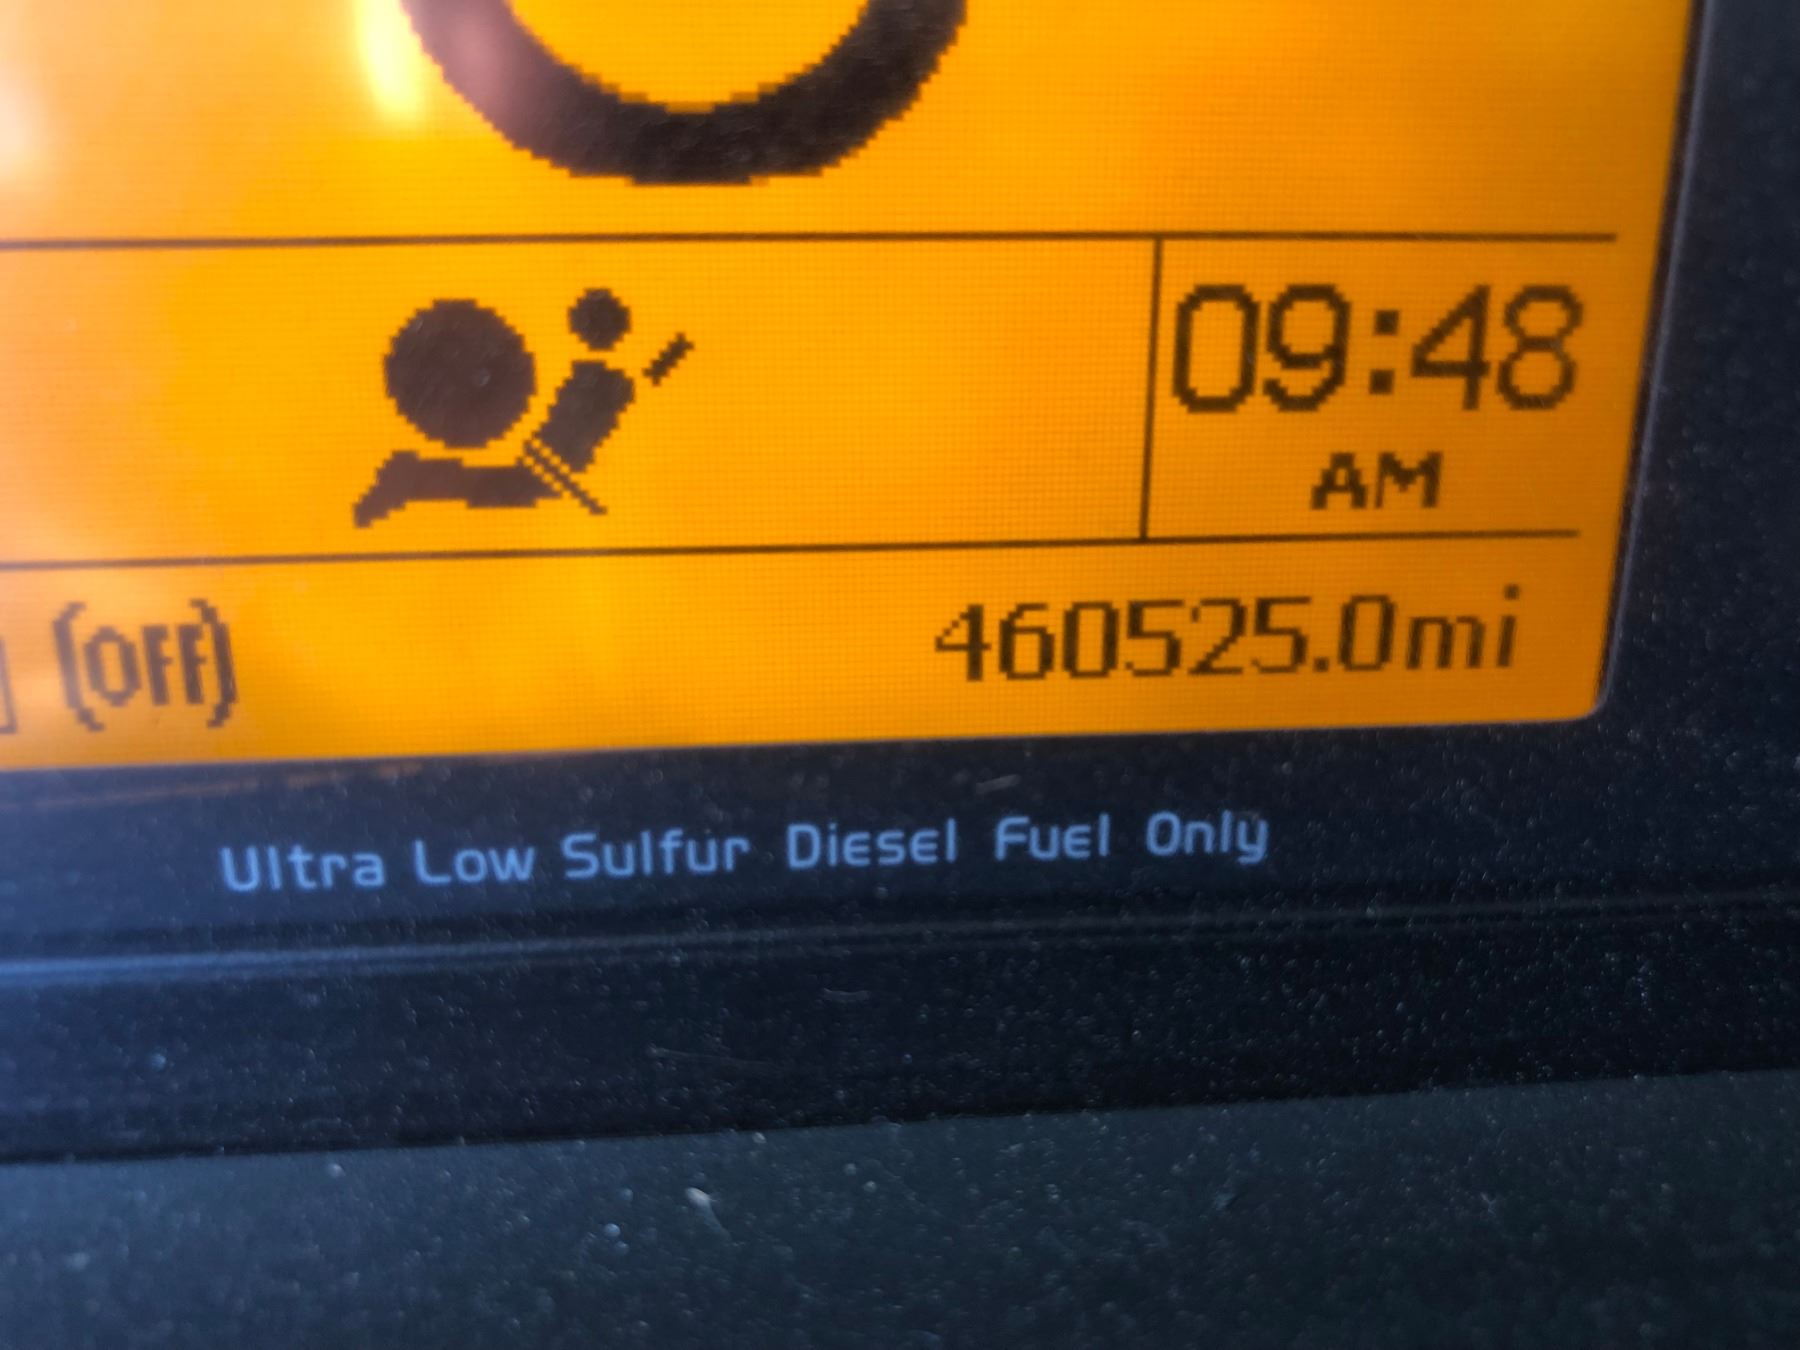 09:48
AM
(OFF)
460525.0mi
Ultra Low Sulfur Diesel Fuel Only